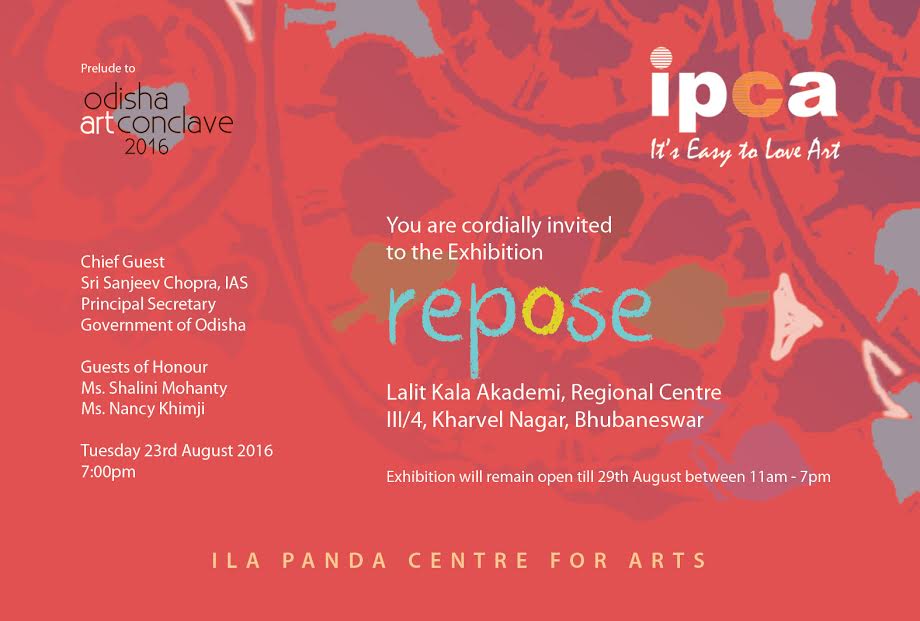 Prelude to
odisha
artconclave
2016
ipca
It's Easy to Love Art
You are cordially invited
to the Exhibition
repose
Lalit Kala Akademi, Regional Centre
III/4, Kharvel Nagar, Bhubaneswar
Exhibition will remain open till 29th August between 11am - 7pm
Chief Guest
Sri Sanjeev Chopra, IAS
Principal Secretary
Government of Odisha
Guests of Honour
Ms. Shalini Mohanty
Ms. Nancy Khimji
Tuesday 23rd August 2016
7:00pm
ILA PANDA CENTRE FOR ARTS